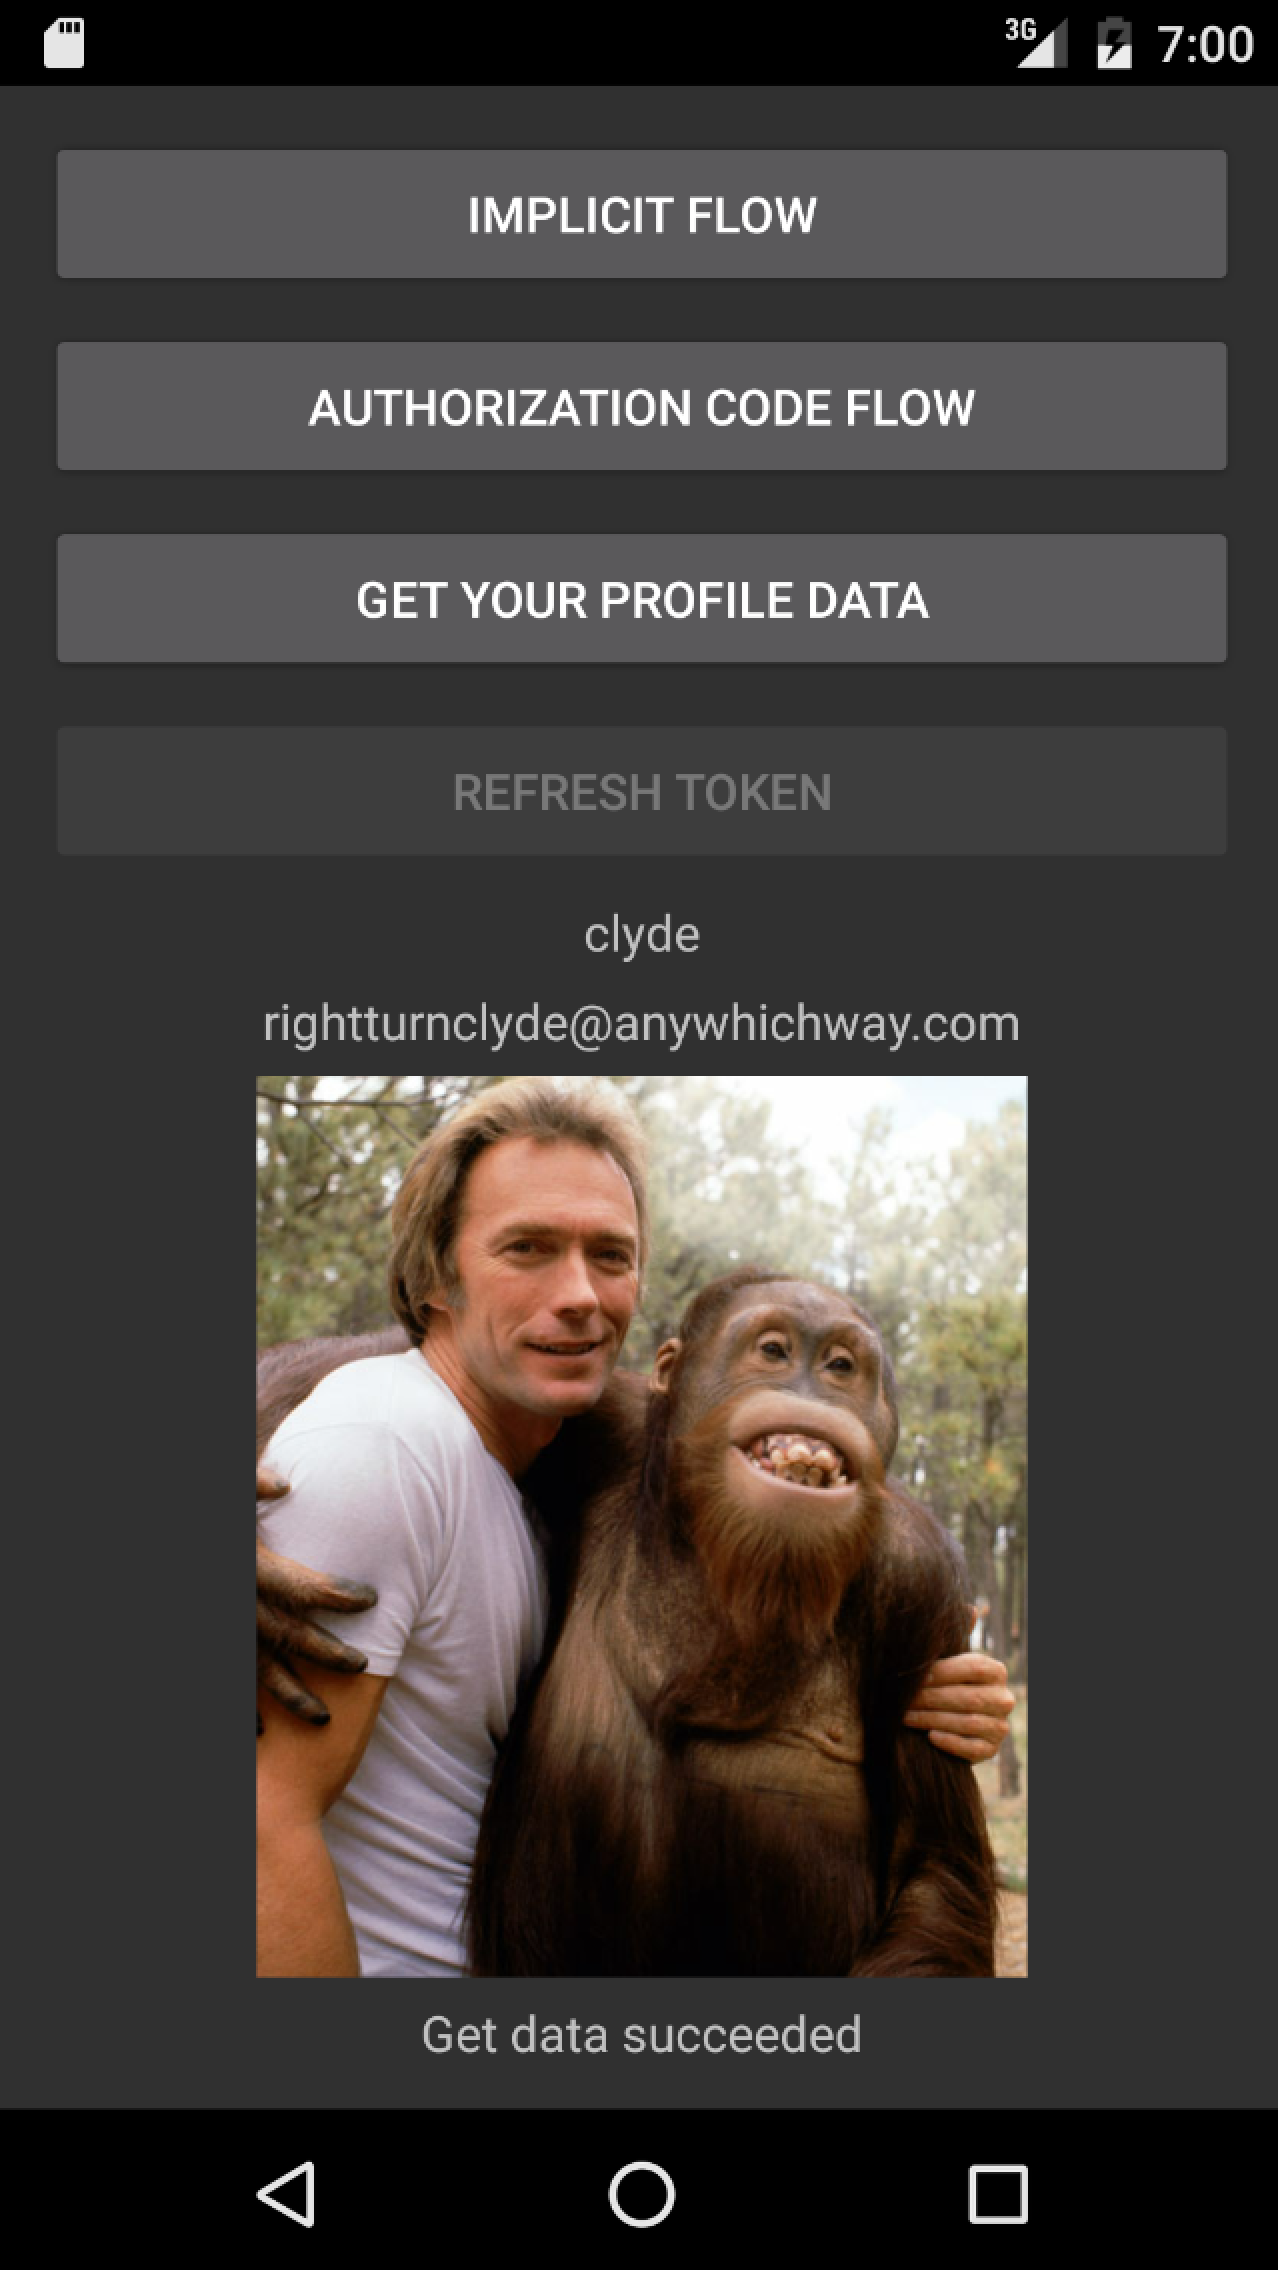 3G 7:00
IMPLICIT FLOW
AUTHORIZATION CODE FLOW
GET YOUR PROFILE DATA
REFRESH TOKEN
clyde
rightturnclyde@anywhichway.com
Get data succeeded